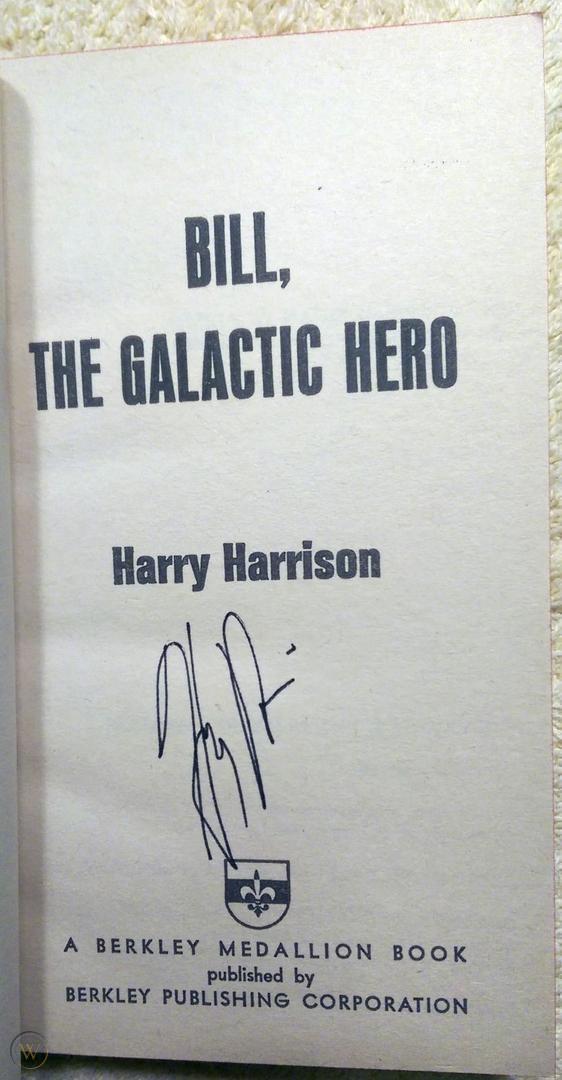 BILL,
THE GALACTIC HERO
Harry Harrison
A BERKLEY MEDALLION BOOK
published by
BERKLEY PUBLISHING CORPORATION
W